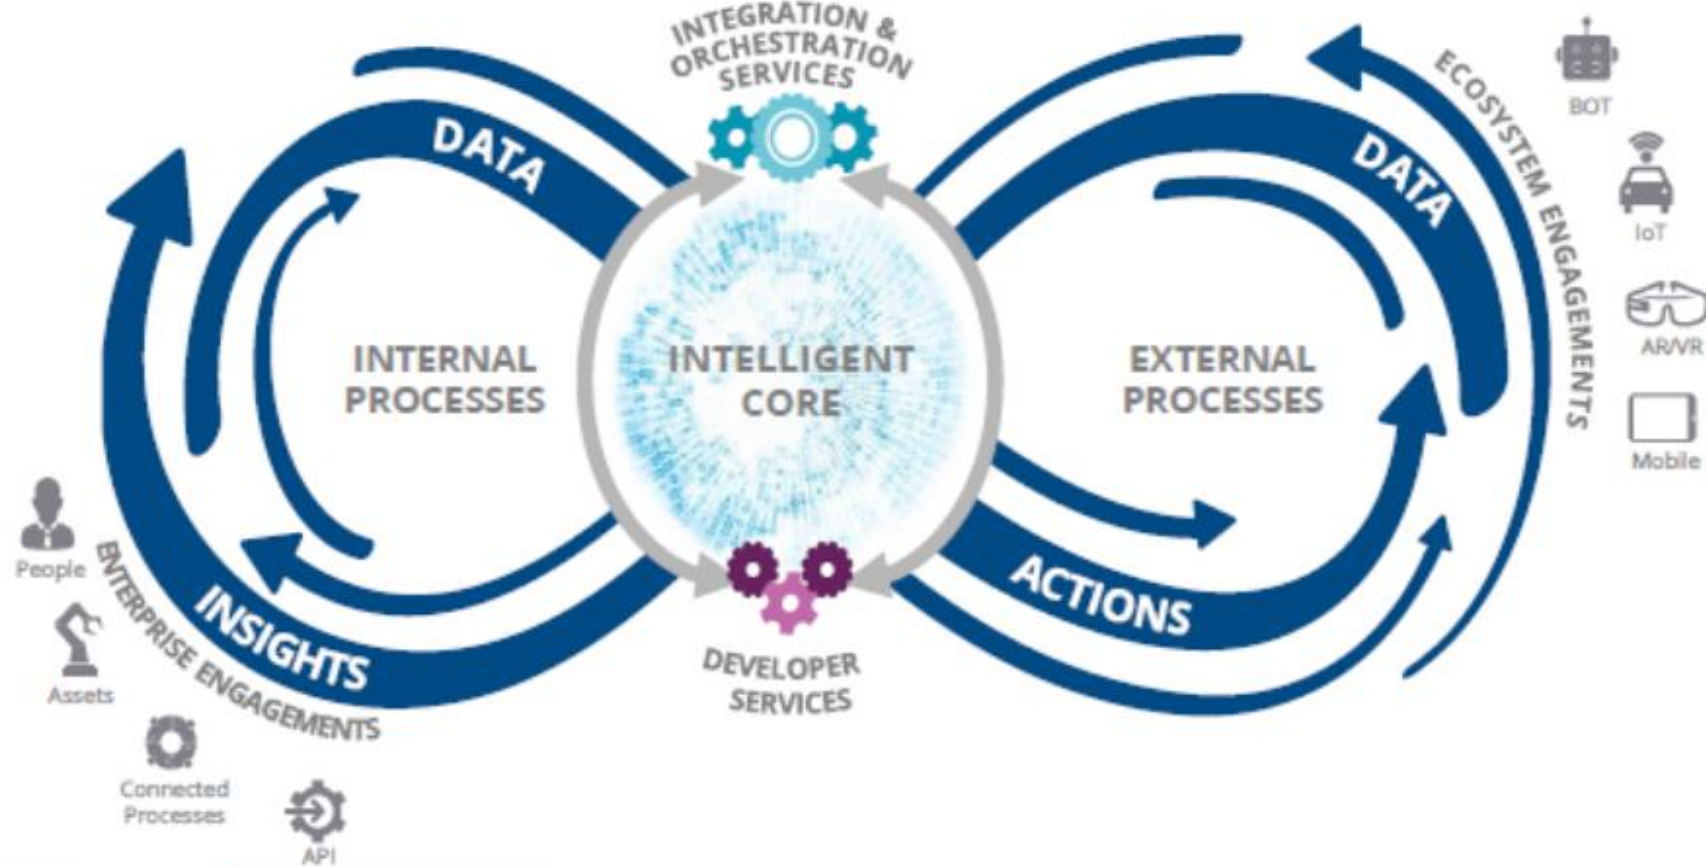 INTEGRATION &
ORCHESTRATION
SERVICES
DATA
DATA
ECOSYSTEM ENGAGEMENTS
BOT
IoT
AR/VR
Mobile
INTERNAL
PROCESSES
INTELLIGENT
CORE
EXTERNAL
PROCESSES
INSIGHTS
ACTIONS
ENTERPRISE ENGAGEMENTS
People
Assets
Connected
Processes
API
DEVELOPER
SERVICES